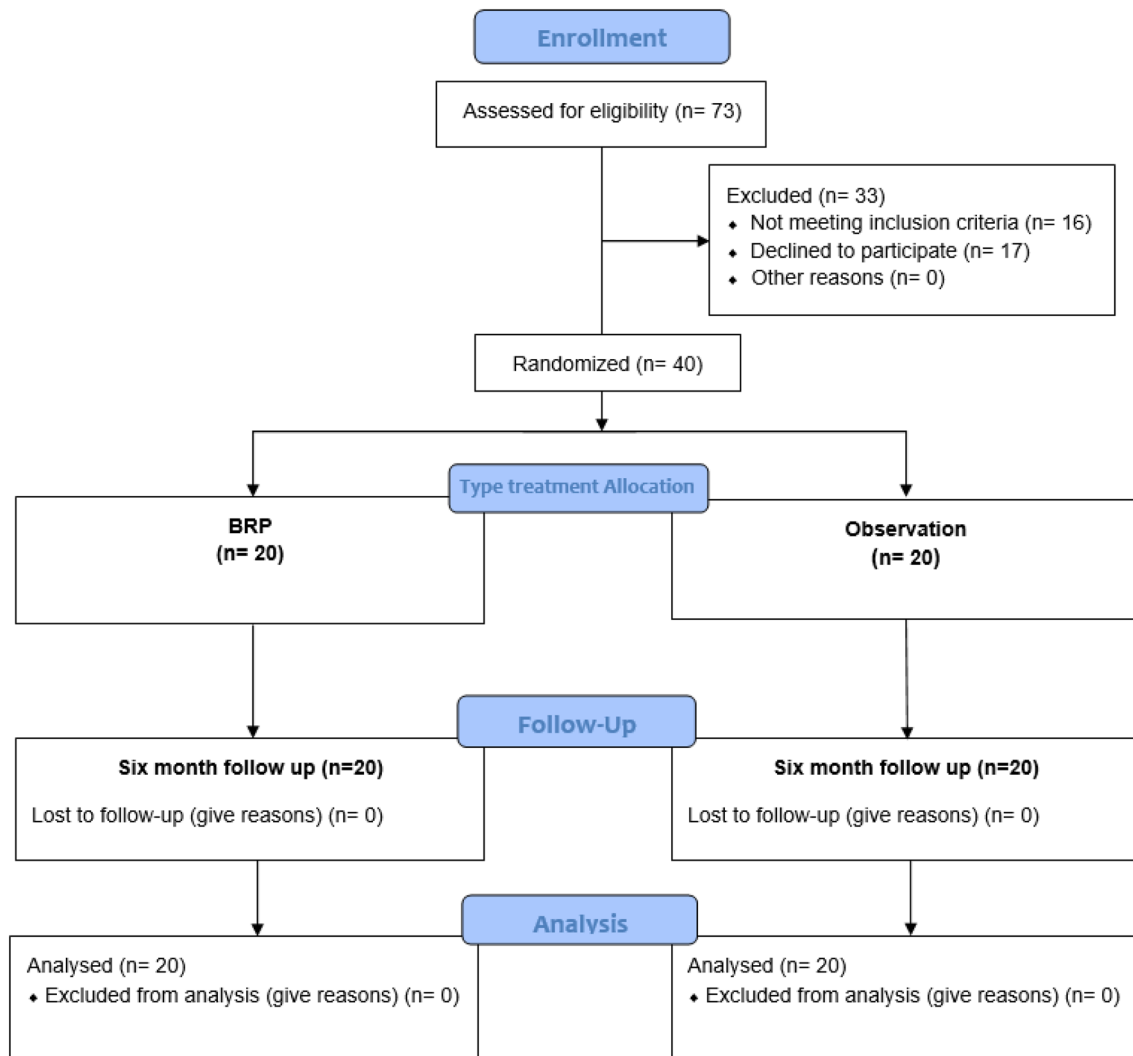 Enrollment
Assessed for eligibility (n= 73)
Excluded (n= 33)
⬥ Not meeting inclusion criteria (n= 16)
⬥ Declined to participate (n= 17)
⬥ Other reasons (n= 0)
Randomized (n= 40)
Type treatment Allocation
BRP
(n= 20)
Observation
(n= 20)
Follow-Up
Six month follow up (n=20)
Lost to follow-up (give reasons) (n= 0)
Six month follow up (n=20)
Lost to follow-up (give reasons) (n= 0)
Analysis
Analysed (n= 20)
⬥ Excluded from analysis (give reasons) (n= 0)
Analysed (n= 20)
⬥ Excluded from analysis (give reasons) (n= 0)